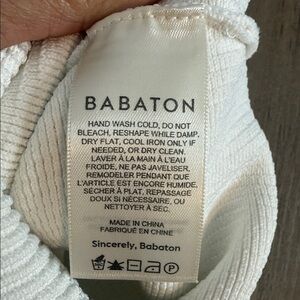 BABATON
HAND WASH COLD, DO NOT
BLEACH, RESHAPE WHILE DAMP.
DRY FLAT, COOL IRON ONLY IF
NEEDED, OR DRY CLEAN.
LAVER À LA MAIN À L'EAU
FROIDE, NE PAS JAVELISER,
REMODELER PENDANT QUE
L'ARTICLE EST ENCORE HUMIDE.
SÉCHER À PLAT. REPASSAGE
DOUX SI NÉCESSAIRE, OU
NETTOYER À SEC.
MADE IN CHINA
FABRIQUÉ EN CHINE
Sincerely, Babaton